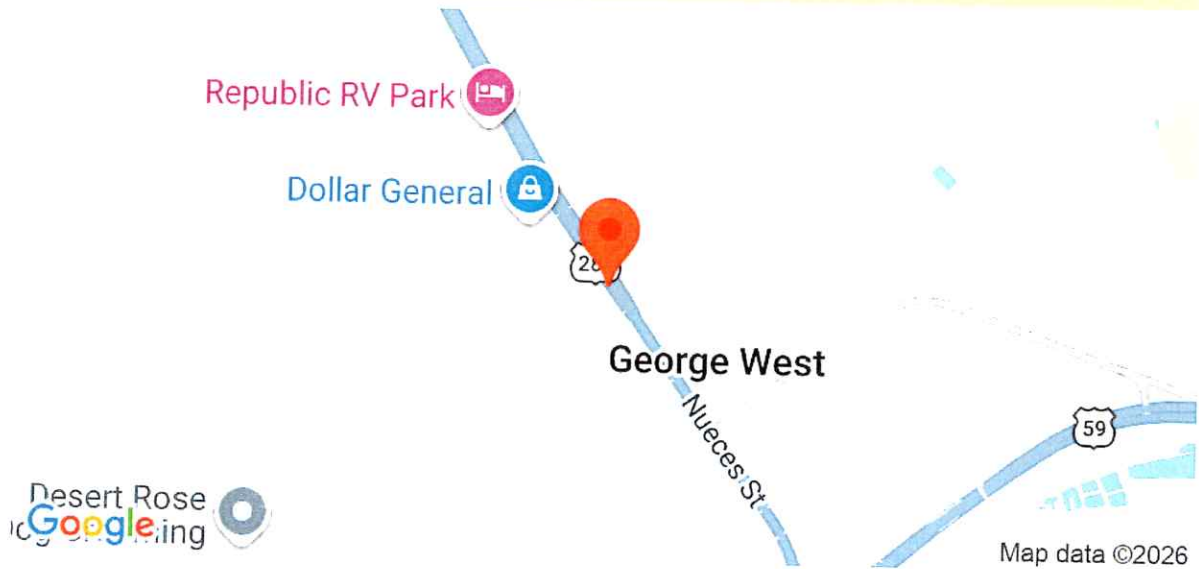 Republic RV Park
Dollar General
George West
Nueces St
59
Desert Rose
Google
Map data ©2026